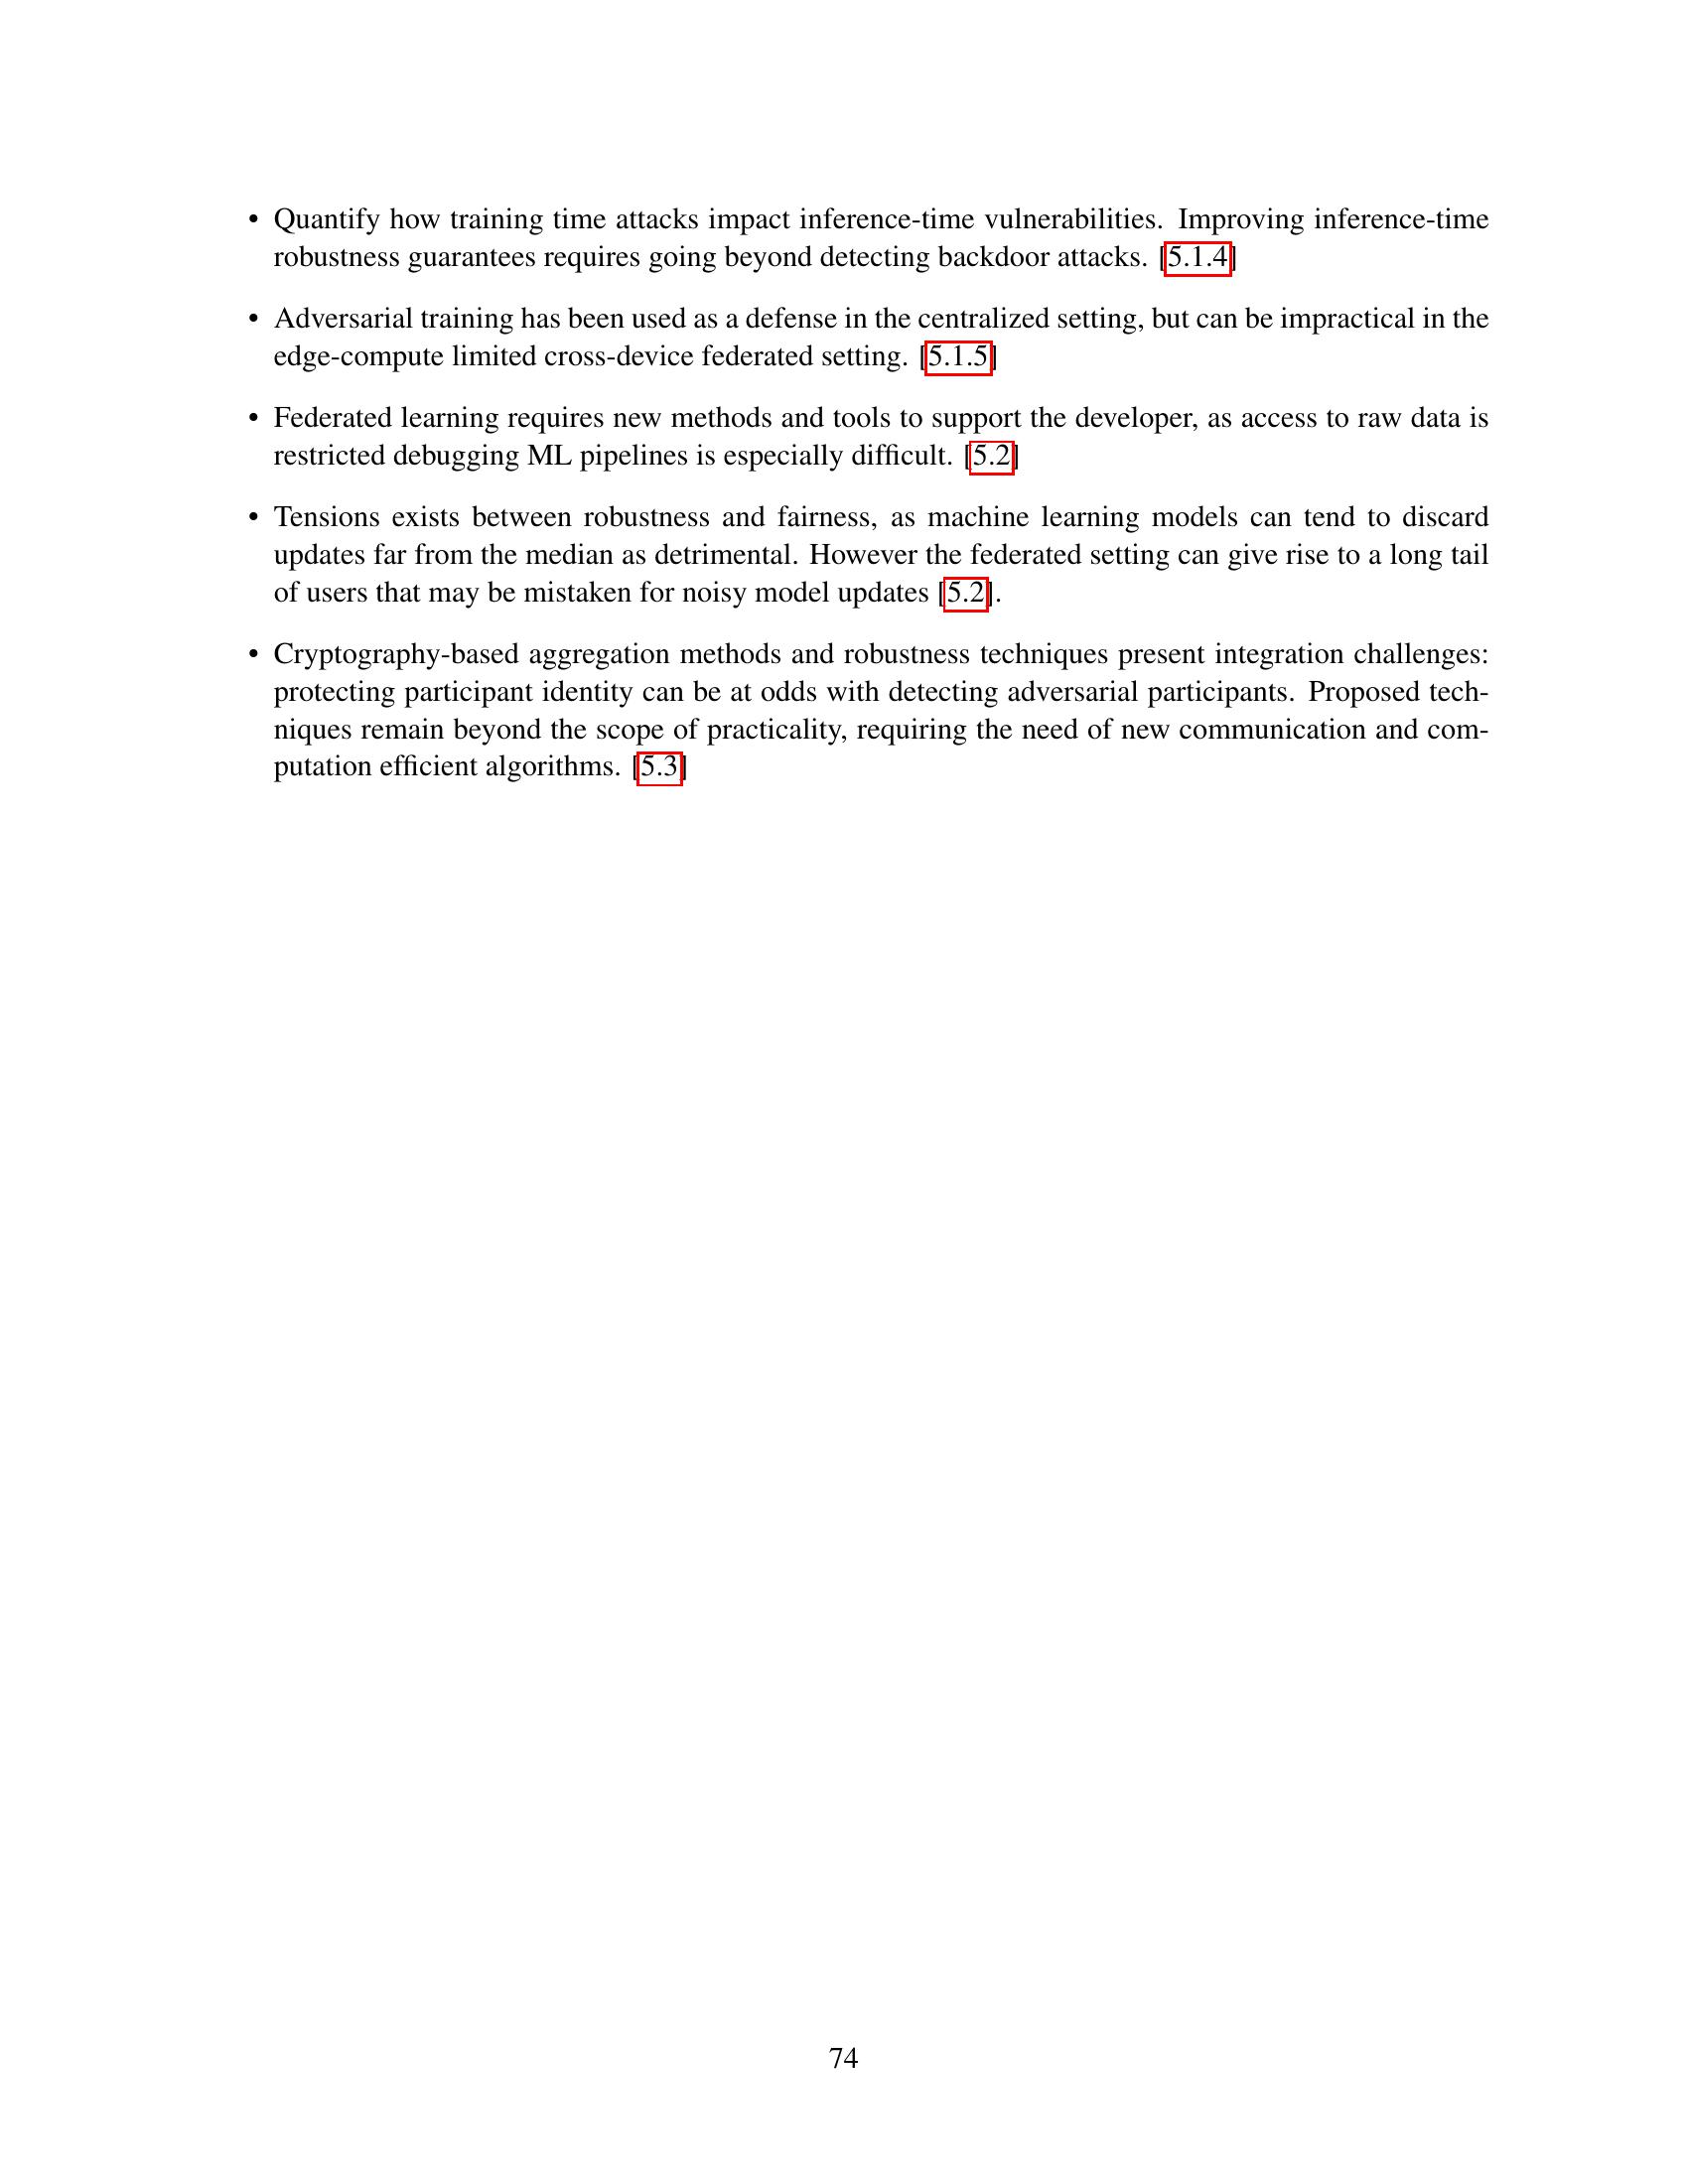 • Quantify how training time attacks impact inference-time vulnerabilities. Improving inference-time
robustness guarantees requires going beyond detecting backdoor attacks. [5.1.4]
• Adversarial training has been used as a defense in the centralized setting, but can be impractical in the
edge-compute limited cross-device federated setting. [5.1.5]
• Federated learning requires new methods and tools to support the developer, as access to raw data is
restricted debugging ML pipelines is especially difficult. [5.2]
• Tensions exists between robustness and fairness, as machine learning models can tend to discard
updates far from the median as detrimental. However the federated setting can give rise to a long tail
of users that may be mistaken for noisy model updates [5.2].
• Cryptography-based aggregation methods and robustness techniques present integration challenges:
protecting participant identity can be at odds with detecting adversarial participants. Proposed tech-
niques remain beyond the scope of practicality, requiring the need of new communication and com-
putation efficient algorithms. [5.3]
74